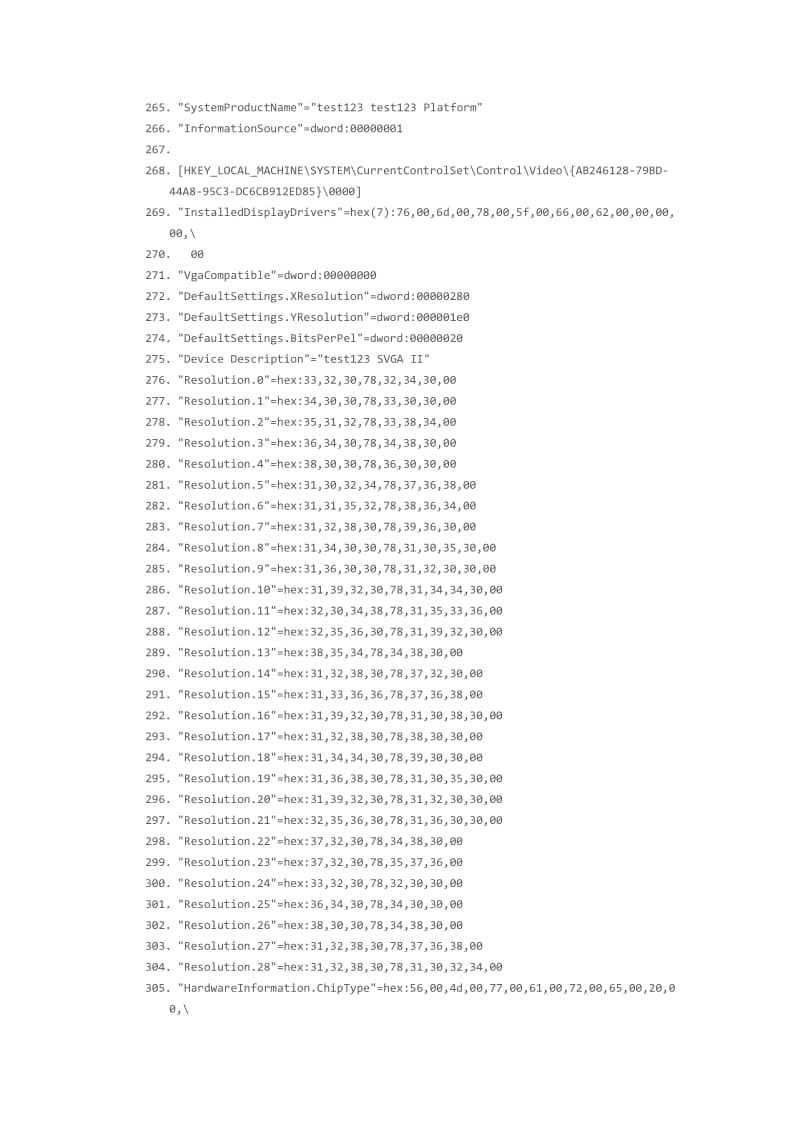 265. "SystemProductName"="test123 test123 Platform"
266. "InformationSource"=dword:00000001
267.
268. [HKEY_LOCAL_MACHINE\SYSTEM\CurrentControlSet\Control\Video\{AB246128-79BD-
44A8-95C3-DC6CB912ED85}\0000]
269. "InstalledDisplayDrivers"=hex(7):76,00,6d,00,78,00,5f,00,66,00,62,00,00,00,
00,\
270.   00
271. "VgaCompatible"=dword:00000000
272. "DefaultSettings.XResolution"=dword:00000280
273. "DefaultSettings.YResolution"=dword:000001e0
274. "DefaultSettings.BitsPerPel"=dword:00000020
275. "Device Description"="test123 SVGA II"
276. "Resolution.0"=hex:33,32,30,78,32,34,30,00
277. "Resolution.1"=hex:34,30,30,78,33,30,30,00
278. "Resolution.2"=hex:35,31,32,78,33,38,34,00
279. "Resolution.3"=hex:36,34,30,78,34,38,30,00
280. "Resolution.4"=hex:38,30,30,78,36,30,30,00
281. "Resolution.5"=hex:31,30,32,34,78,37,36,38,00
282. "Resolution.6"=hex:31,31,35,32,78,38,36,34,00
283. "Resolution.7"=hex:31,32,38,30,78,39,36,30,00
284. "Resolution.8"=hex:31,34,30,30,78,31,30,35,30,00
285. "Resolution.9"=hex:31,36,30,30,78,31,32,30,30,00
286. "Resolution.10"=hex:31,39,32,30,78,31,34,34,30,00
287. "Resolution.11"=hex:32,30,34,38,78,31,35,33,36,00
288. "Resolution.12"=hex:32,35,36,30,78,31,39,32,30,00
289. "Resolution.13"=hex:38,35,34,78,34,38,30,00
290. "Resolution.14"=hex:31,32,38,30,78,37,32,30,00
291. "Resolution.15"=hex:31,33,36,36,78,37,36,38,00
292. "Resolution.16"=hex:31,39,32,30,78,31,30,38,30,00
293. "Resolution.17"=hex:31,32,38,30,78,38,30,30,00
294. "Resolution.18"=hex:31,34,34,30,78,39,30,30,00
295. "Resolution.19"=hex:31,36,38,30,78,31,30,35,30,00
296. "Resolution.20"=hex:31,39,32,30,78,31,32,30,30,00
297. "Resolution.21"=hex:32,35,36,30,78,31,36,30,30,00
298. "Resolution.22"=hex:37,32,30,78,34,38,30,00
299. "Resolution.23"=hex:37,32,30,78,35,37,36,00
300. "Resolution.24"=hex:33,32,30,78,32,30,30,00
301. "Resolution.25"=hex:36,34,30,78,34,30,30,00
302. "Resolution.26"=hex:38,30,30,78,34,38,30,00
303. "Resolution.27"=hex:31,32,38,30,78,37,36,38,00
304. "Resolution.28"=hex:31,32,38,30,78,31,30,32,34,00
305. "HardwareInformation.ChipType"=hex:56,00,4d,00,77,00,61,00,72,00,65,00,20,0
0,\